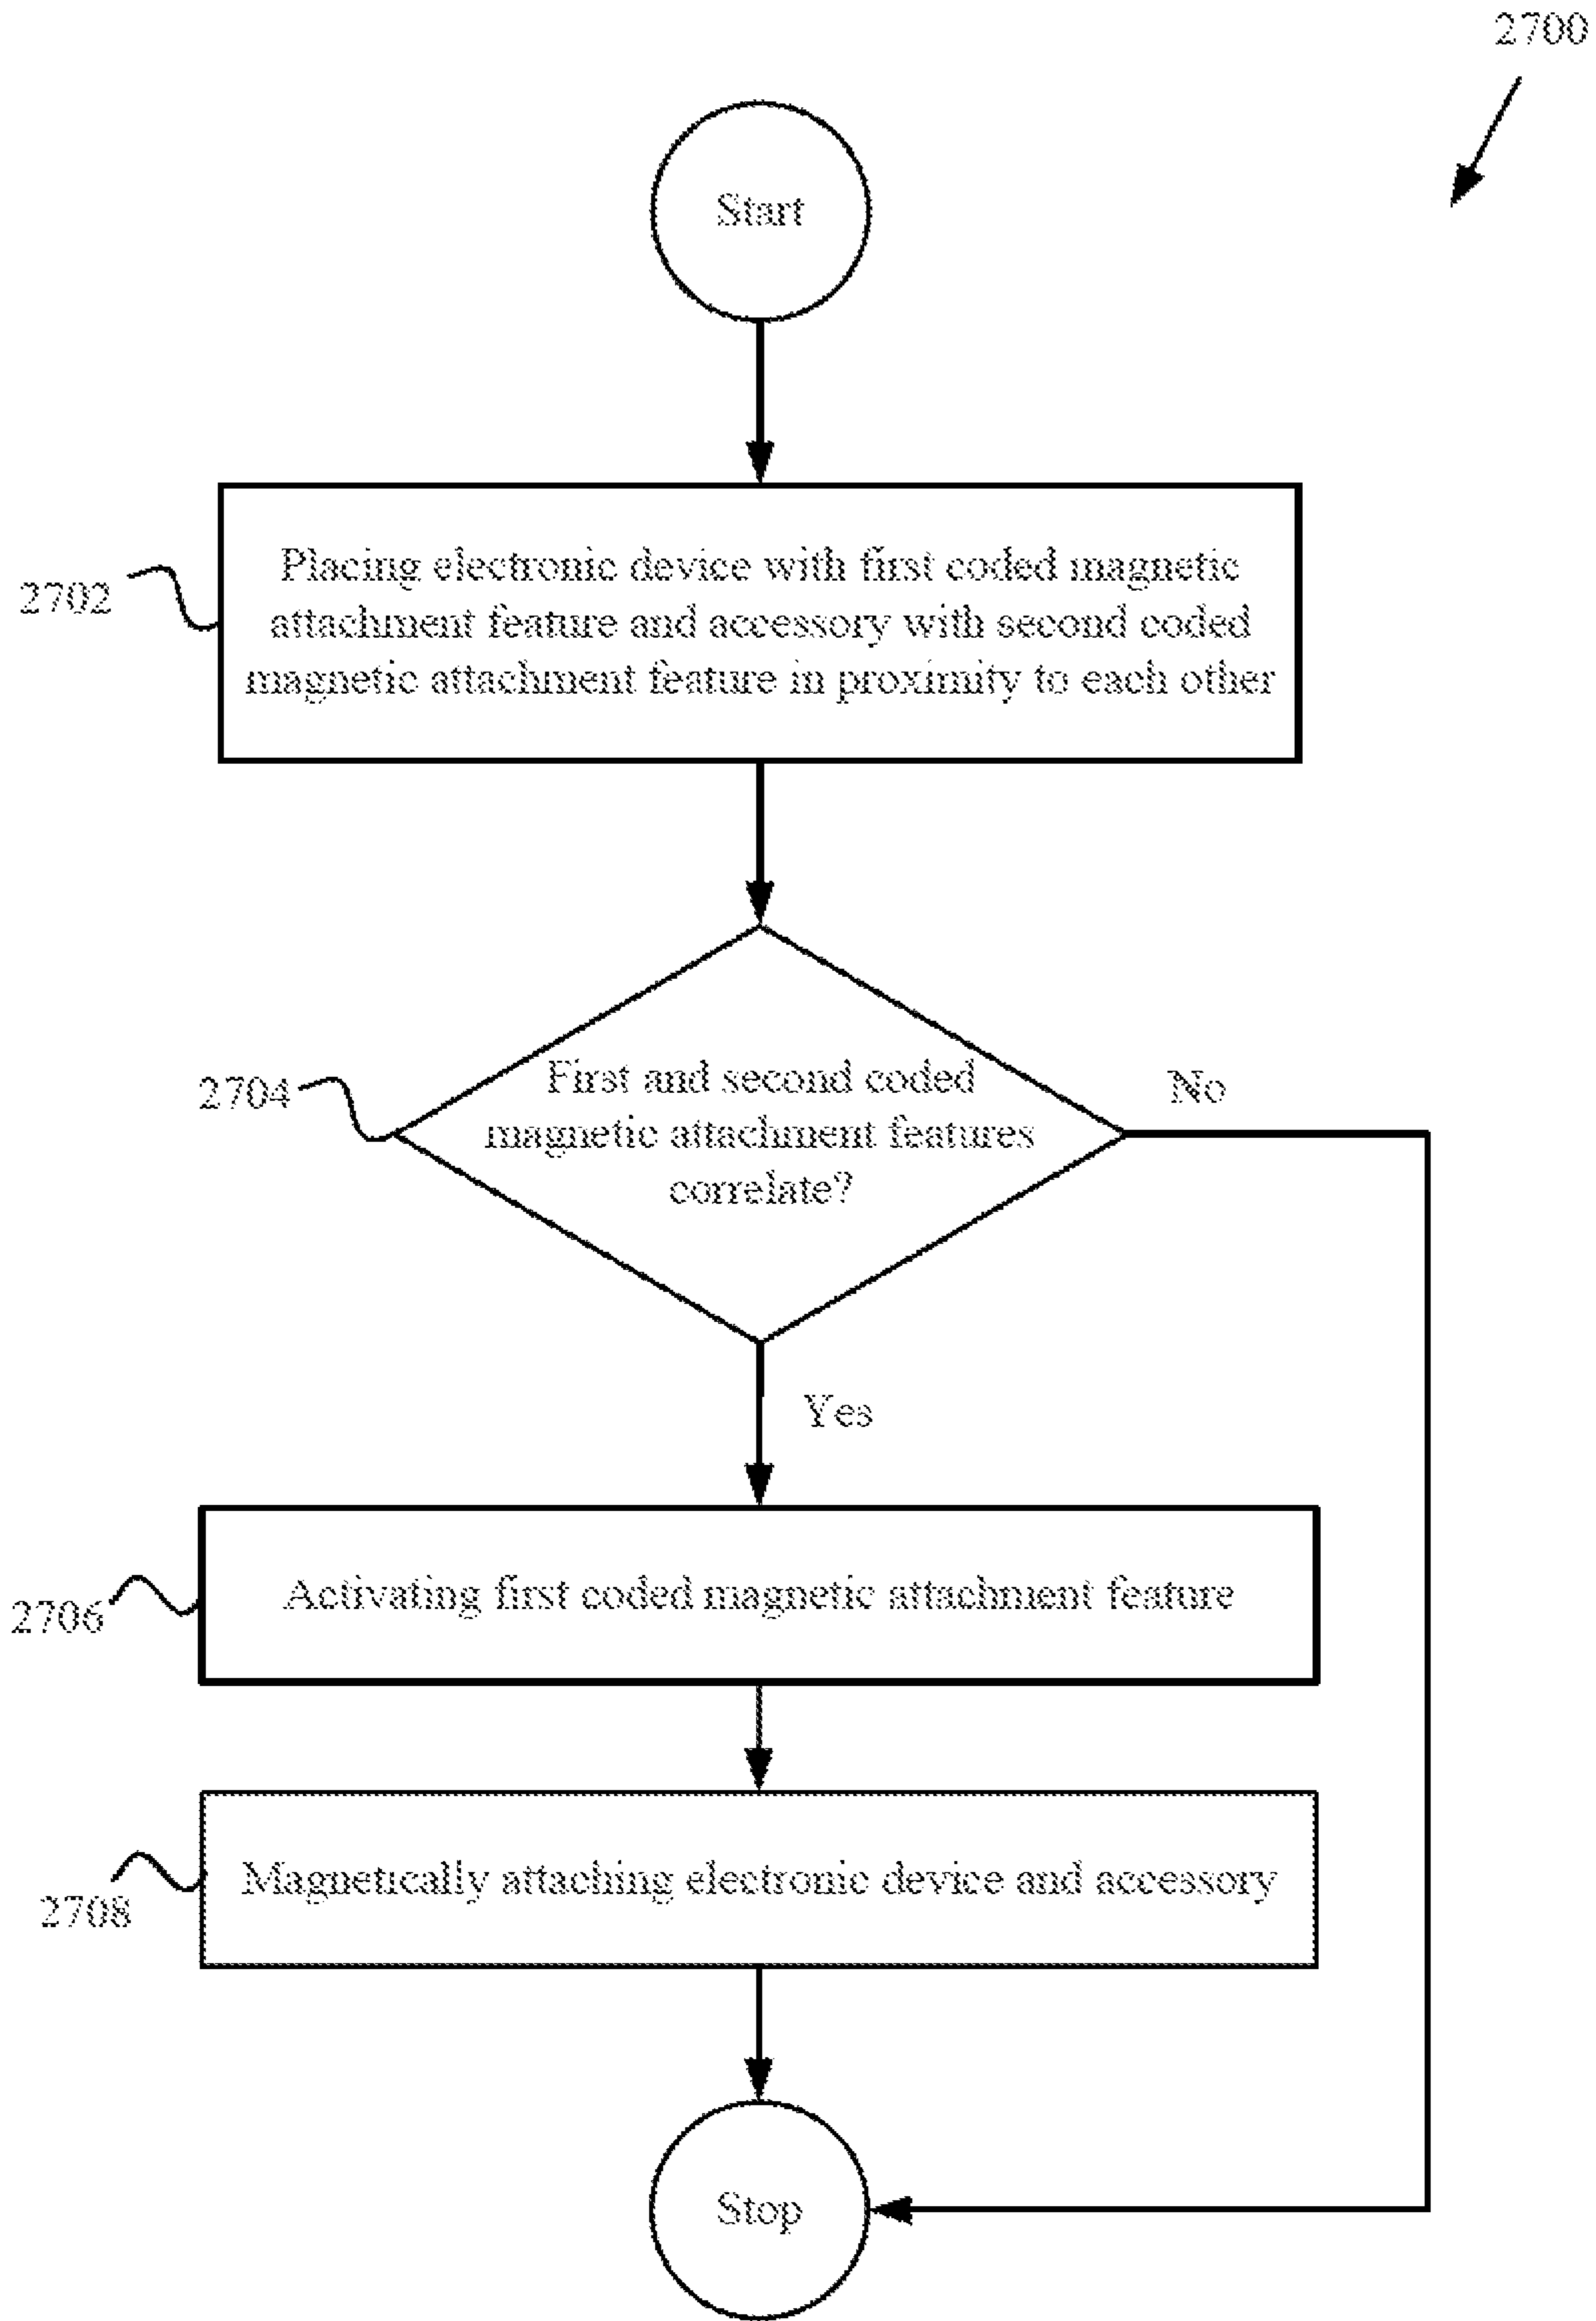 2700
Start
2702
Placing electronic device with first coded magnetic
attachment feature and accessory with second coded
magnetic attachment feature in proximity to each other
2704
First and second coded
magnetic attachment features
correlate?
No
Yes
2706
Activating first coded magnetic attachment feature
2708
Magnetically attaching electronic device and accessory
Stop